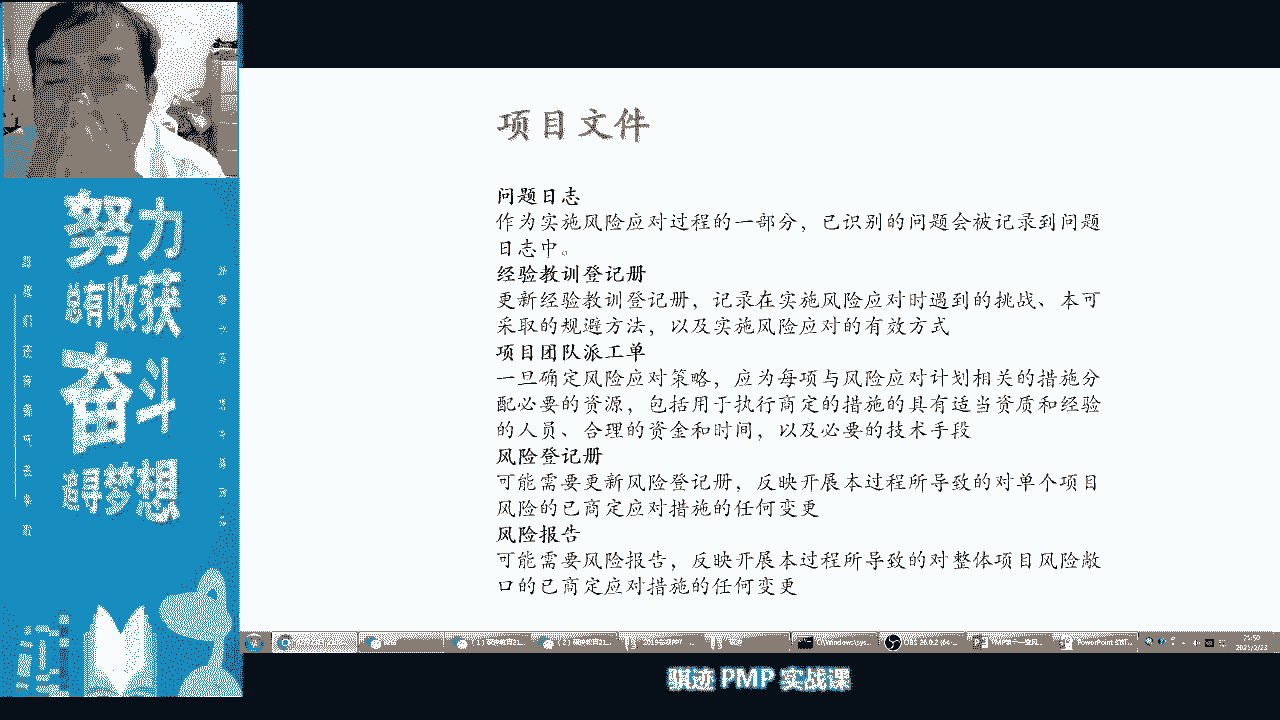 项目文件
问题日志
作为实施风险应对过程的一部分，已识别的问题会被记录到问题
日志中。
经验教训登记册
更新经验教训登记册，记录在实施风险应对时遇到的挑战、本可
采取的规避方法，以及实施风险应对的有效方式
项目团队派工单
一旦确定风险应对策略，应为每项与风险应对计划相关的措施分
配必要的资源，包括用于执行商定的措施的具有适当资质和经验
的人员、合理的资金和时间，以及必要的技术手段
风险登记册
可能需要更新风险登记册，反映开展本过程所导致的对单个项目
风险的已商定应对措施的任何变更
风险报告
可能需要风险报告，反映开展本过程所导致的对整体项目风险敞
口的已商定应对措施的任何变更
努力
总有收获
奋斗
追寻梦想
21:50
2021/2/23
骐迹 PMP 实战课